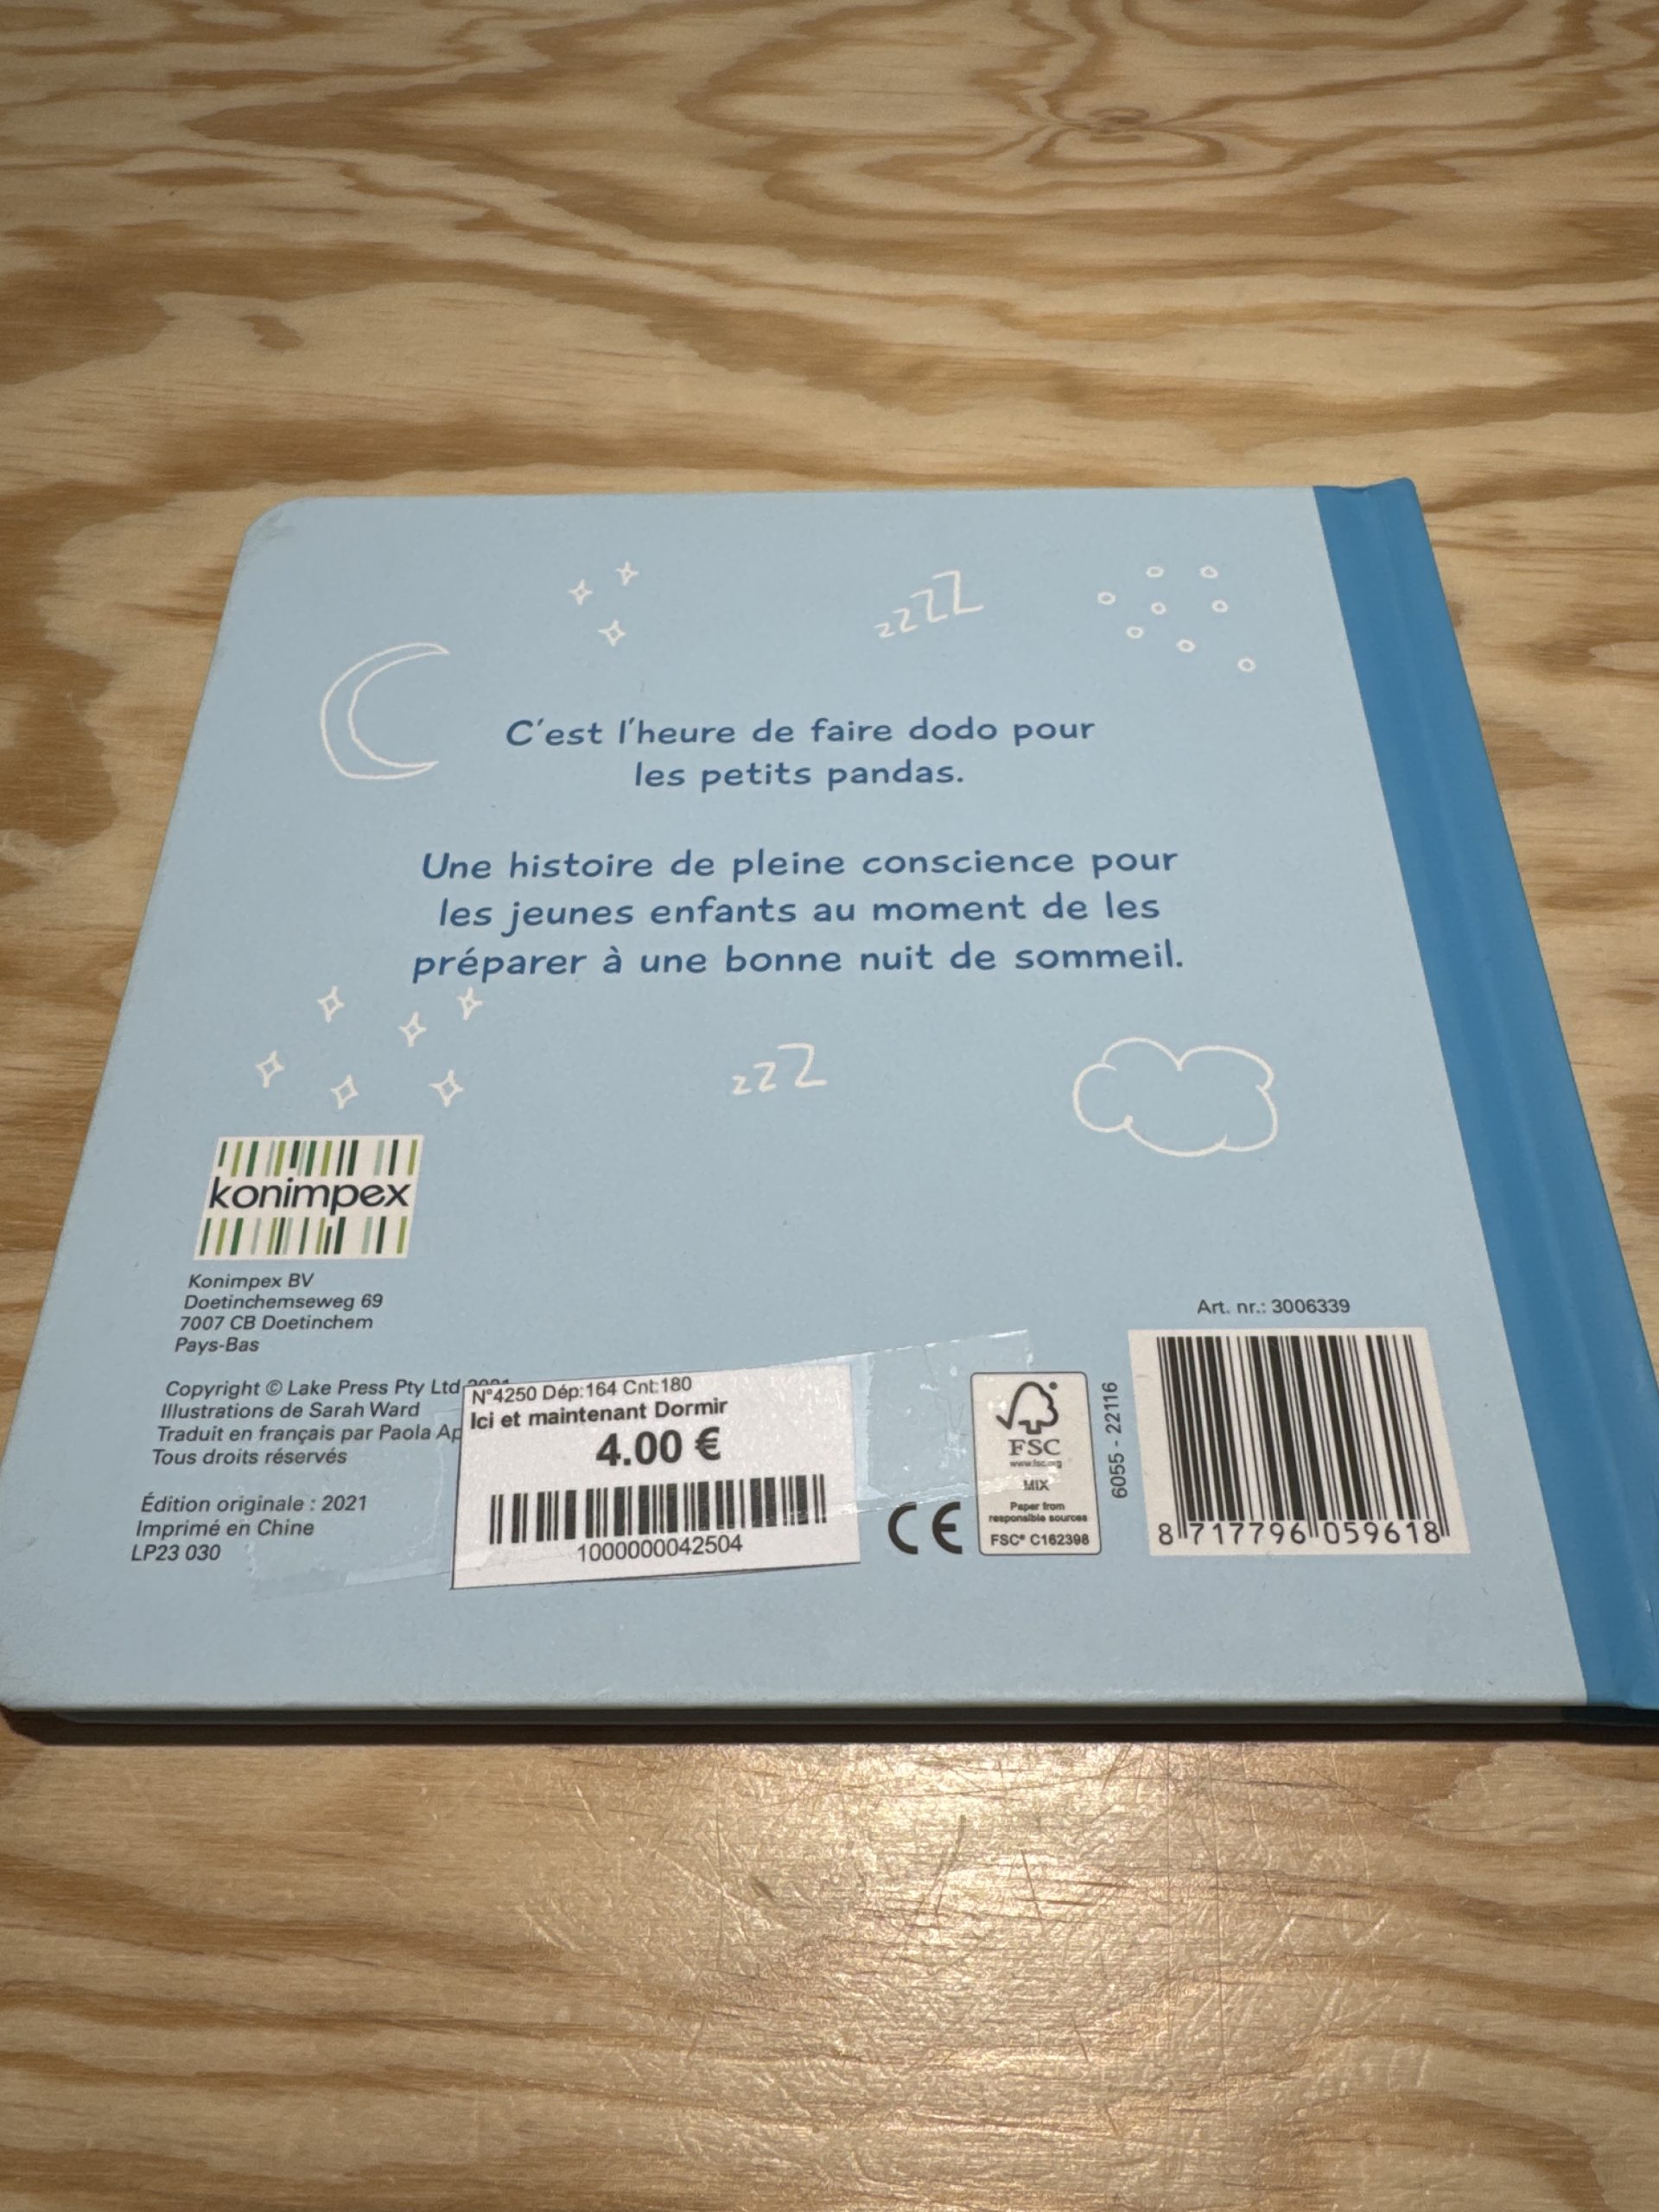 zzzZ
C'est l'heure de faire dodo pour
les petits pandas.
Une histoire de pleine conscience pour
les jeunes enfants au moment de les
préparer à une bonne nuit de sommeil.
zzZ
konimpex
Konimpex BV
Doetinchemseweg 69
7007 CB Doetinchem
Pays-Bas
Copyright © Lake Press Pty Ltd
Illustrations de Sarah Ward
Traduit en français par Paola
Tous droits réservés
Édition originale : 2021
Imprimé en Chine
LP23 030
N°4250 Dép:164 Cnt:180
Ici et maintenant Dormir
4.00 €
1000000042504
CE
FSC
www.fsc.org
MIX
Paper from
responsible sources
FSC® C162398
6055 - 22116
Art. nr.: 3006339
8 717796 059618